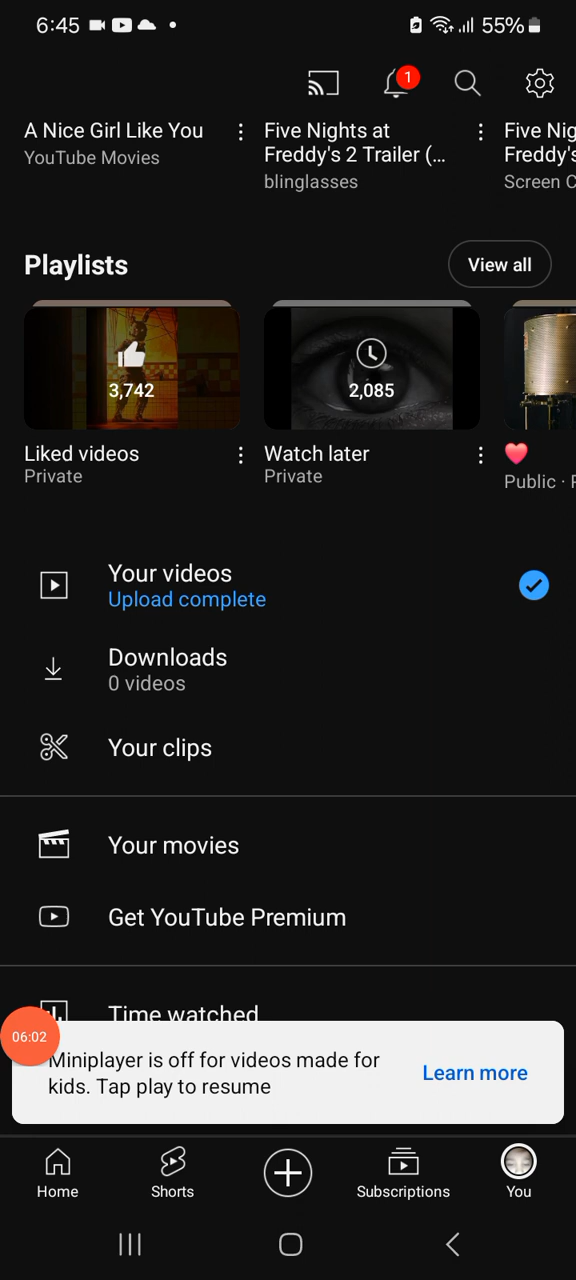 6:45
55%
1
A Nice Girl Like You
YouTube Movies
Five Nights at
Freddy's 2 Trailer (…
blinglasses
Five Nig
Freddy's
Screen C
Playlists
View all
3,742
Liked videos
Private
2,085
Watch later
Private
Public ·
Your videos
Upload complete
Downloads
0 videos
Your clips
Your movies
Get YouTube Premium
Time watched
06:02
Miniplayer is off for videos made for
kids. Tap play to resume
Learn more
Home
Shorts
Subscriptions
You